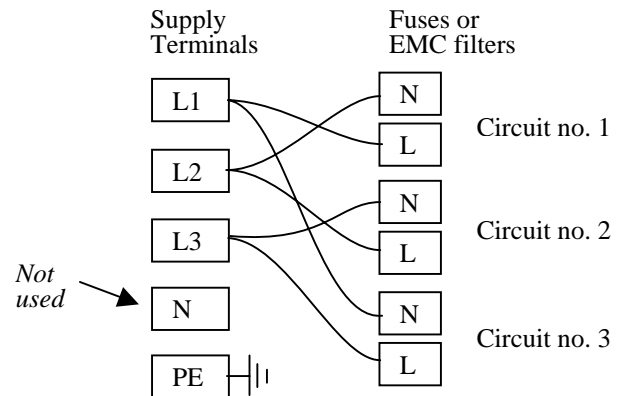 Supply
Terminals
Fuses or
EMC filters
L1
L2
L3
N
PE
Not
used
N
L
Circuit no. 1
N
L
Circuit no. 2
N
L
Circuit no. 3